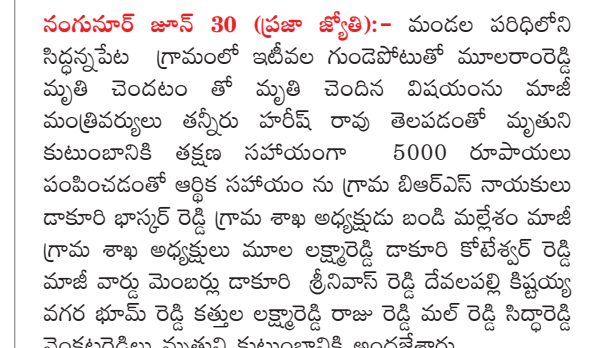 నంగునూర్ జూన్ 30 (ప్రజా జ్యోతి):- మండల పరిధిలోని
సిద్ధన్నపేట గ్రామంలో ఇటీవల గుండెపోటుతో మూలరాంరెడ్డి
మృతి చెందటం తో మృతి చెందిన విషయంను మాజీ
మంత్రివర్యులు తన్నీరు హరీష్ రావు తెలపడంతో మృతుని
కుటుంబానికి తక్షణ సహాయంగా 5000 రూపాయలు
పంపించడంతో ఆర్థిక సహాయం ను గ్రామ బిఆర్ఎస్ నాయకులు
డాకూరి భాస్కర్ రెడ్డి గ్రామ శాఖ అధ్యక్షుడు బండి మల్లేశం మాజీ
గ్రామ శాఖ అధ్యక్షులు మూల లక్ష్మారెడ్డి డాకూరి కోటేశ్వర్ రెడ్డి
మాజీ వార్డు మెంబర్లు డాకూరి శ్రీనివాస్ రెడ్డి దేవలపల్లి కిష్టయ్య
వగర భూమ్ రెడ్డి కత్తుల లక్ష్మారెడ్డి రాజు రెడ్డి మల్ రెడ్డి సిద్ధారెడ్డి
వెంకటరెడ్డిలు మృతుని కుటుంబానికి అందజేశారు